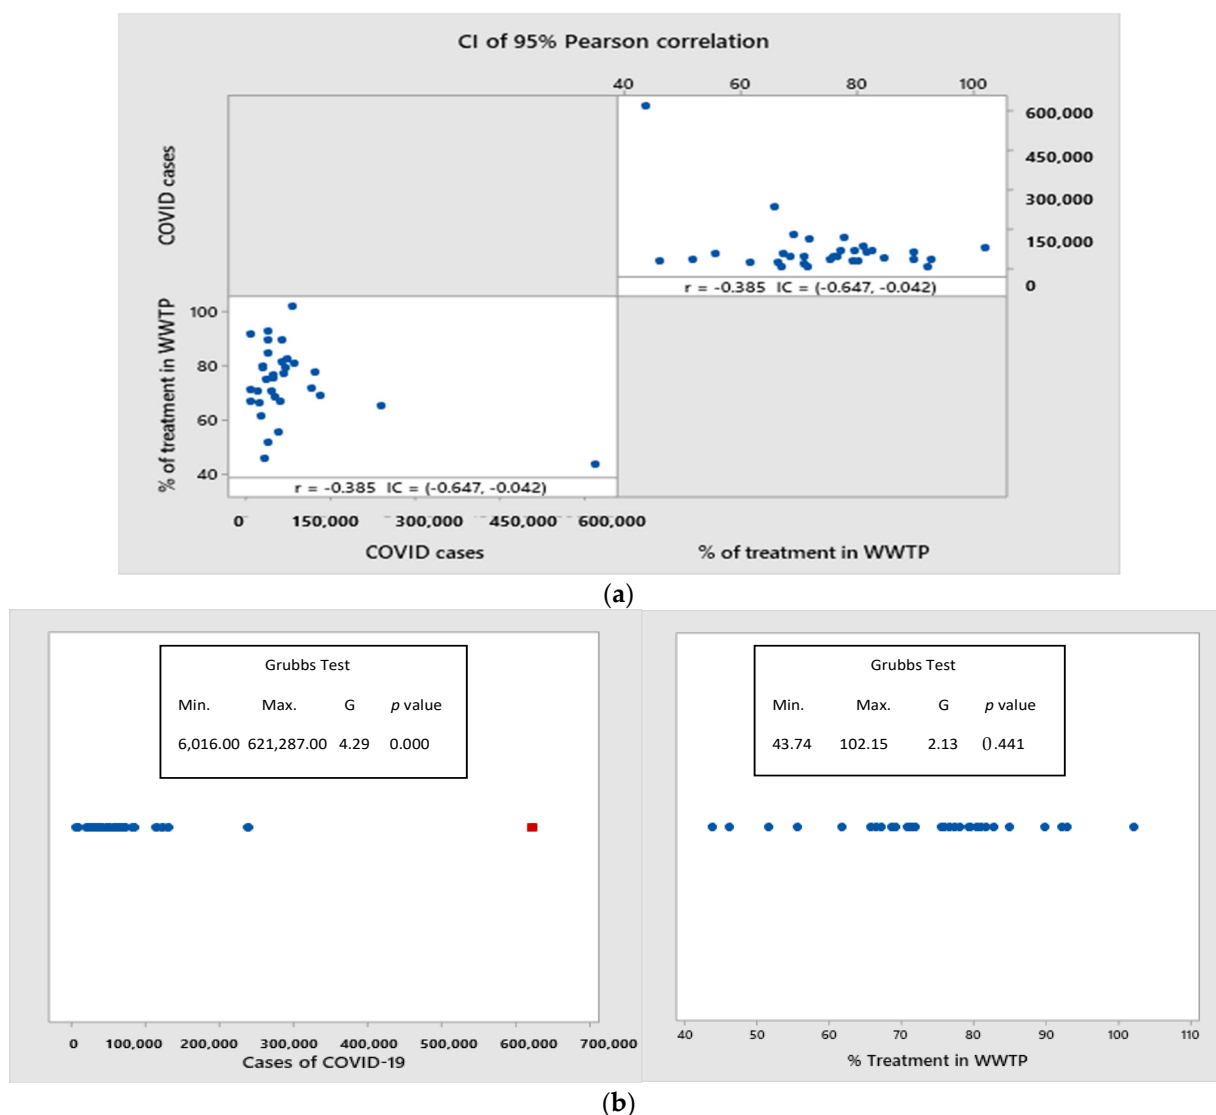 CI of 95% Pearson correlation
40 60 80 100
COVID cases
600,000
450,000
300,000
150,000
0
r = -0.385 IC = (-0.647, -0.042)
% of treatment in WWTP
100
80
60
40
r = -0.385 IC = (-0.647, -0.042)
0 150,000 300,000 450,000 600,000
COVID cases % of treatment in WWTP
(a)
Grubbs Test
Min. Max. G p value
6,016.00 621,287.00 4.29 0.000
0 100,000 200,000 300,000 400,000 500,000 600,000 700,000
Cases of COVID-19
Grubbs Test
Min. Max. G p value
43.74 102.15 2.13 0.441
40 50 60 70 80 90 100 110
% Treatment in WWTP
(b)